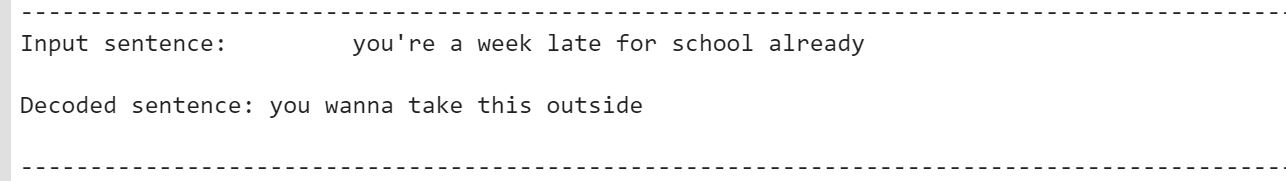 Input sentence: you're a week late for school already
Decoded sentence: you wanna take this outside